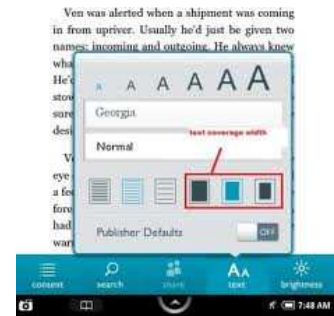 Ven was alerted when a shipment was coming
in from upriver. Usually he'd just be given two
names: incoming and outgoing. He always knew
wha
He'
stow
sure
desi
A A A A A A A
Georgia
text coverage width
Normal
V
eye
a fe
fore
had
war
Publisher Defaults OFF
content search share text brightness
7:48 AM